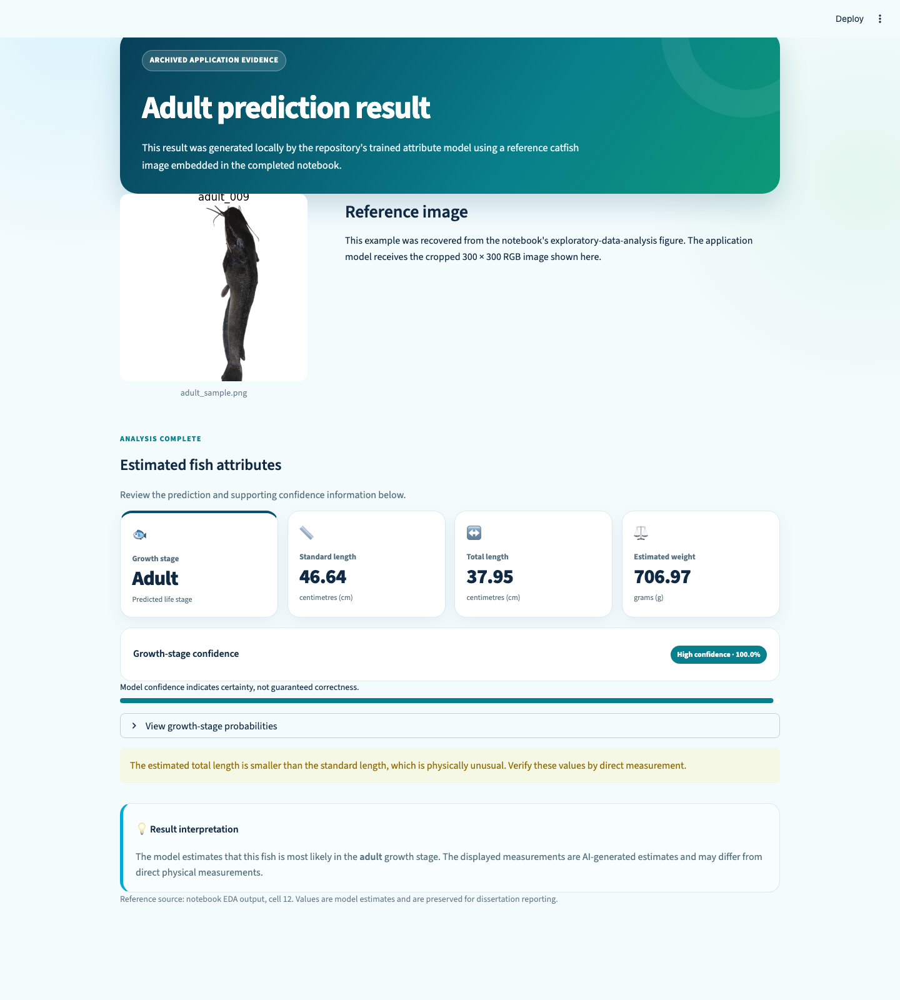 Deploy
ARCHIVED APPLICATION EVIDENCE
Adult prediction result
This result was generated locally by the repository's trained attribute model using a reference catfish
image embedded in the completed notebook.
adult_009
Reference image
This example was recovered from the notebook's exploratory-data-analysis figure. The application
model receives the cropped 300 × 300 RGB image shown here.
adult_sample.png
ANALYSIS COMPLETE
Estimated fish attributes
Review the prediction and supporting confidence information below.
Growth stage
Adult
Predicted life stage
Standard length
46.64
centimetres (cm)
Total length
37.95
centimetres (cm)
Estimated weight
706.97
grams (g)
Growth-stage confidence
High confidence · 100.0%
Model confidence indicates certainty, not guaranteed correctness.
View growth-stage probabilities
The estimated total length is smaller than the standard length, which is physically unusual. Verify these values by direct measurement.
Result interpretation
The model estimates that this fish is most likely in the adult growth stage. The displayed measurements are AI-generated estimates and may differ from
direct physical measurements.
Reference source: notebook EDA output, cell 12. Values are model estimates and are preserved for dissertation reporting.